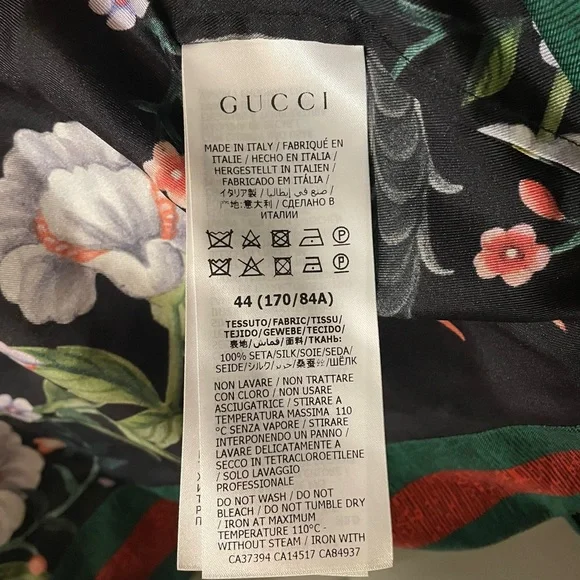 GUCCI
MADE IN ITALY / FABRIQUÉ EN
ITALIE / HECHO EN ITALIA /
HERGESTELLT IN ITALIEN /
FABRICADO EM ITÁLIA /
イタリア製 / صنع في إيطاليا /
产地:意大利 / СДЕЛАНО В
ИТАЛИИ
44 (170/84A)
TESSUTO/FABRIC/TISSU/
TEJIDO/GEWEBE/TECIDO/
表地/قماش/面料/ТКАНЬ:
100% SETA/SILK/SOIE/SEDA/
SEIDE/シルク/حرير/桑蚕丝/ШЁЛК
NON LAVARE / NON TRATTARE
CON CLORO / NON USARE
ASCIUGATRICE / STIRARE A
TEMPERATURA MASSIMA 110
°C SENZA VAPORE / STIRARE
INTERPONENDO UN PANNO /
LAVARE DELICATAMENTE A
SECCO IN TETRACLOROETILENE
/ SOLO LAVAGGIO
PROFESSIONALE
DO NOT WASH / DO NOT
BLEACH / DO NOT TUMBLE DRY
/ IRON AT MAXIMUM
TEMPERATURE 110°C -
WITHOUT STEAM / IRON WITH
CA37394 CA14517 CA84937